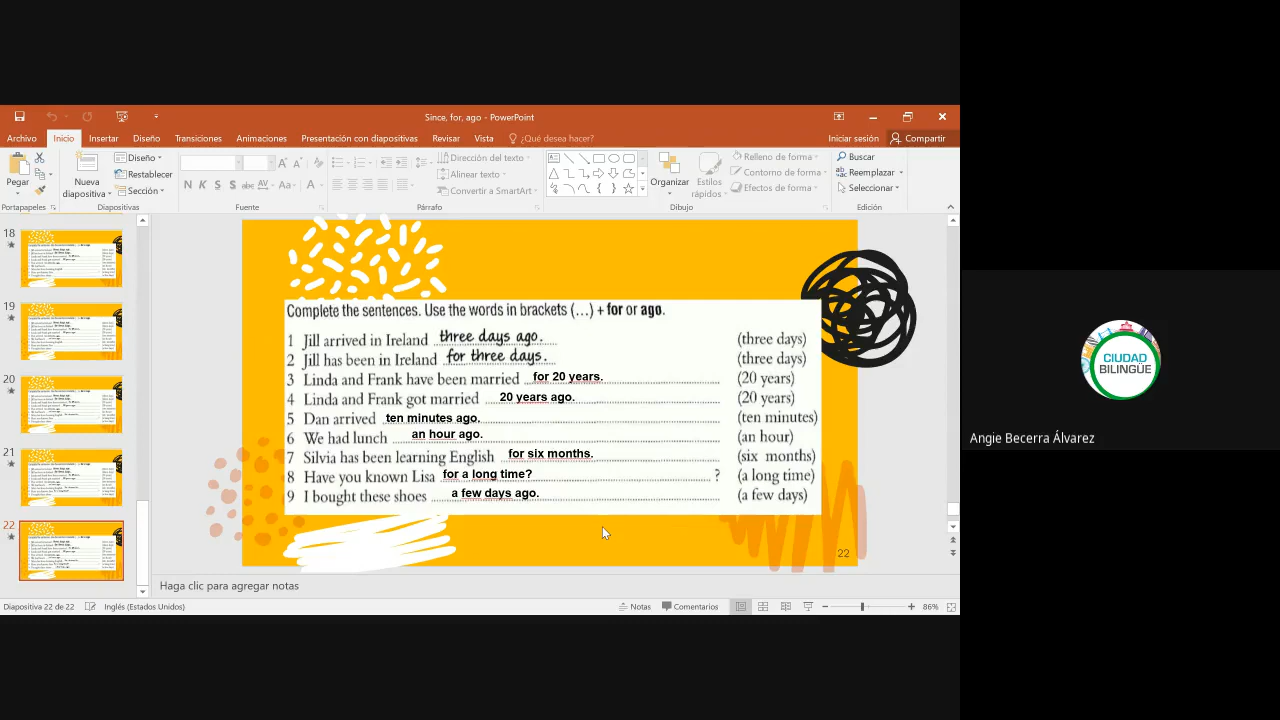 Since, for, ago - PowerPoint
Archivo Inicio Insertar Diseño Transiciones Animaciones Presentación con diapositivas Revisar Vista ¿Qué desea hacer? Iniciar sesión Compartir
Pegar
Nueva diapositiva
Diseño
Restablecer
Sección
N K S S abc AV Aa A
Dirección del texto
Alinear texto
Convertir a SmartArt
Organizar
Estilos rápidos
Relleno de forma
Contorno de forma
Efectos de forma
Buscar
Reemplazar
Seleccionar
Portapapeles Diapositivas Fuente Párrafo Dibujo Edición
18
19
20
21
22
Complete the sentences. Use the words in brackets (...) + for or ago.
1 Jill arrived in Ireland three days ago. (three days)
2 Jill has been in Ireland for three days. (three days)
3 Linda and Frank have been married for 20 years. (20 years)
4 Linda and Frank got married 20 years ago. (20 years)
5 Dan arrived ten minutes ago. (ten minutes)
6 We had lunch an hour ago. (an hour)
7 Silvia has been learning English for six months. (six months)
8 Have you known Lisa for a long time? ? (a long time)
9 I bought these shoes a few days ago. (a few days)
22
Haga clic para agregar notas
Diapositiva 22 de 22 Inglés (Estados Unidos) Notas Comentarios 86%
CIUDAD
BILINGÜE
Angie Becerra Álvarez